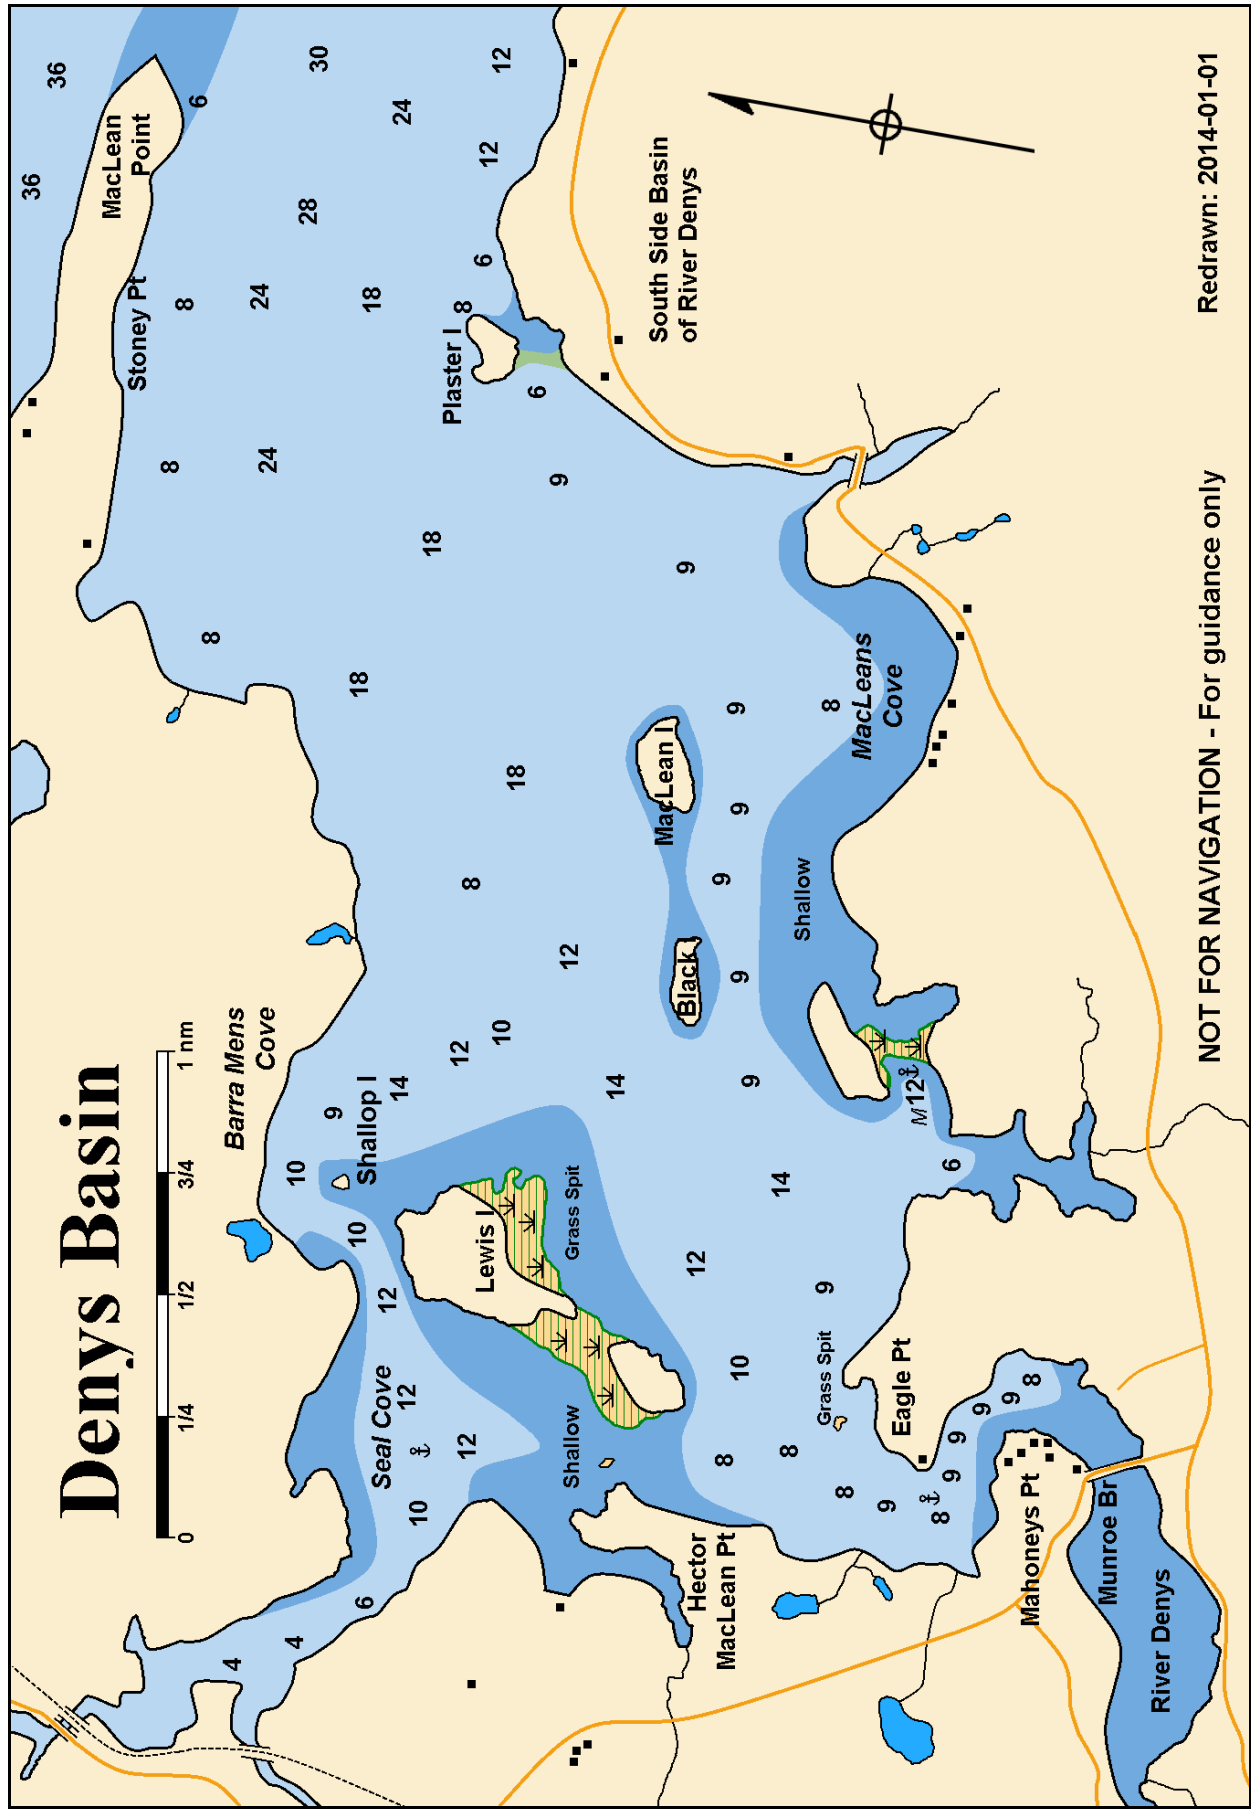 Denys Basin
0 1/4 1/2 3/4 1 nm
Barra Mens
Cove
Stoney Pt
MacLean
Point
36
36
6
30
24
12
12
28
6
8
24
18
8
8
24
18
8
18
18
8
12
10
12
14
9
10
10
12
12
12
10
6
4
4
Seal Cove
Shallop I
Lewis I
Grass Spit
Shallow
Plaster I
6
9
9
South Side Basin
of River Denys
MacLean I
Black
9
9
9
9
9
8
MacLeans
Cove
Shallow
14
14
12
10
9
M 12
6
8
8
8
9
8
9
9
9
9
8
Grass Spit
Eagle Pt
Hector
MacLean Pt
Mahoneys Pt
Munroe Br
River Denys
NOT FOR NAVIGATION - For guidance only
Redrawn: 2014-01-01